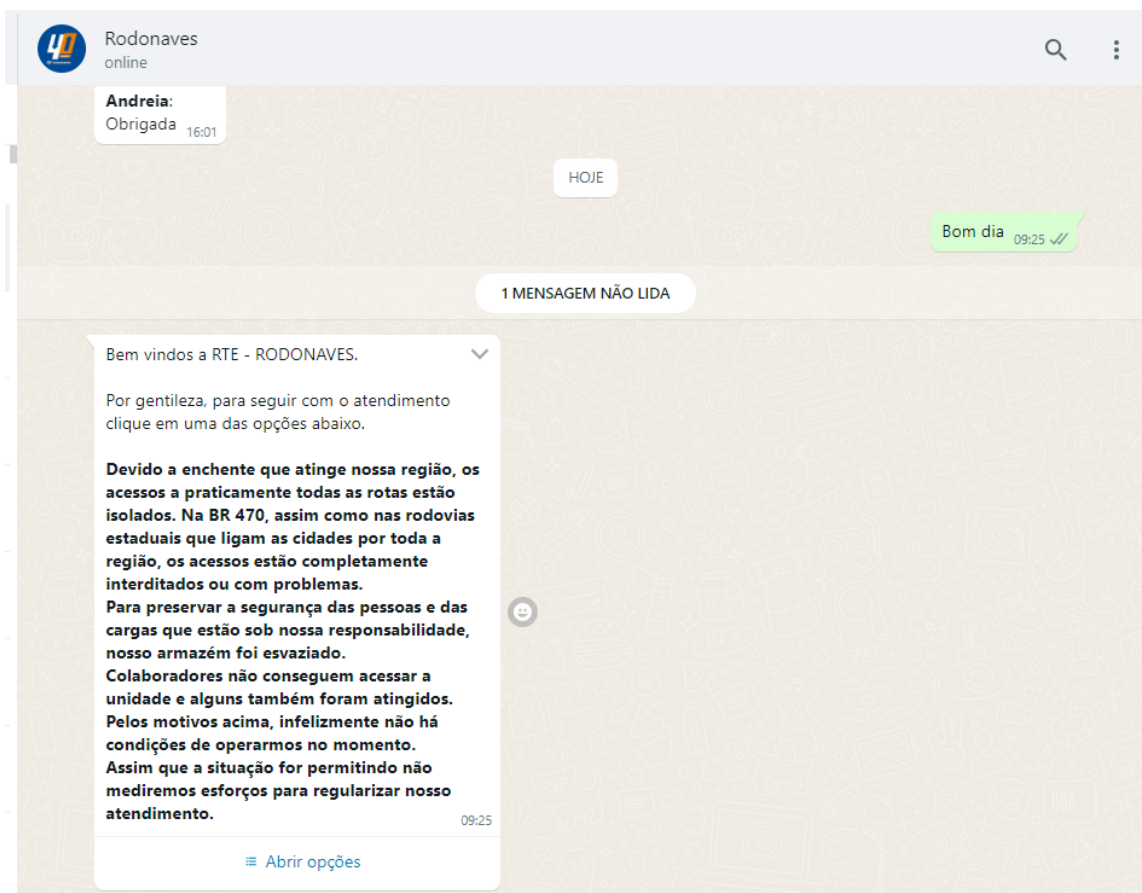 40
Rodonaves
online
Andreia:
Obrigada 16:01
HOJE
Bom dia 09:25
1 MENSAGEM NÃO LIDA
Bem vindos a RTE - RODONAVES.
Por gentileza, para seguir com o atendimento
clique em uma das opções abaixo.
Devido a enchente que atinge nossa região, os
acessos a praticamente todas as rotas estão
isolados. Na BR 470, assim como nas rodovias
estaduais que ligam as cidades por toda a
região, os acessos estão completamente
interditados ou com problemas.
Para preservar a segurança das pessoas e das
cargas que estão sob nossa responsabilidade,
nosso armazém foi esvaziado.
Colaboradores não conseguem acessar a
unidade e alguns também foram atingidos.
Pelos motivos acima, infelizmente não há
condições de operarmos no momento.
Assim que a situação for permitindo não
mediremos esforços para regularizar nosso
atendimento.
09:25
Abrir opções